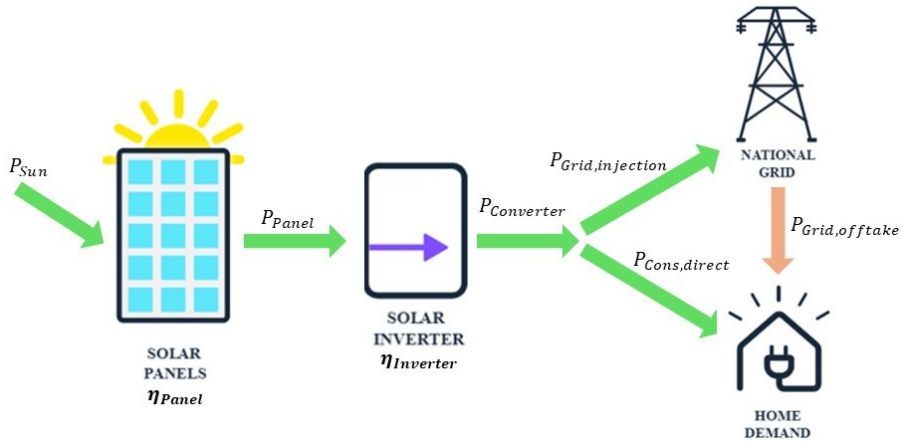 P_Sun
SOLAR
PANELS
η_Panel
P_Panel
SOLAR
INVERTER
η_Inverter
P_Converter
P_Grid,injection
P_Cons,direct
NATIONAL
GRID
P_Grid,offtake
HOME
DEMAND